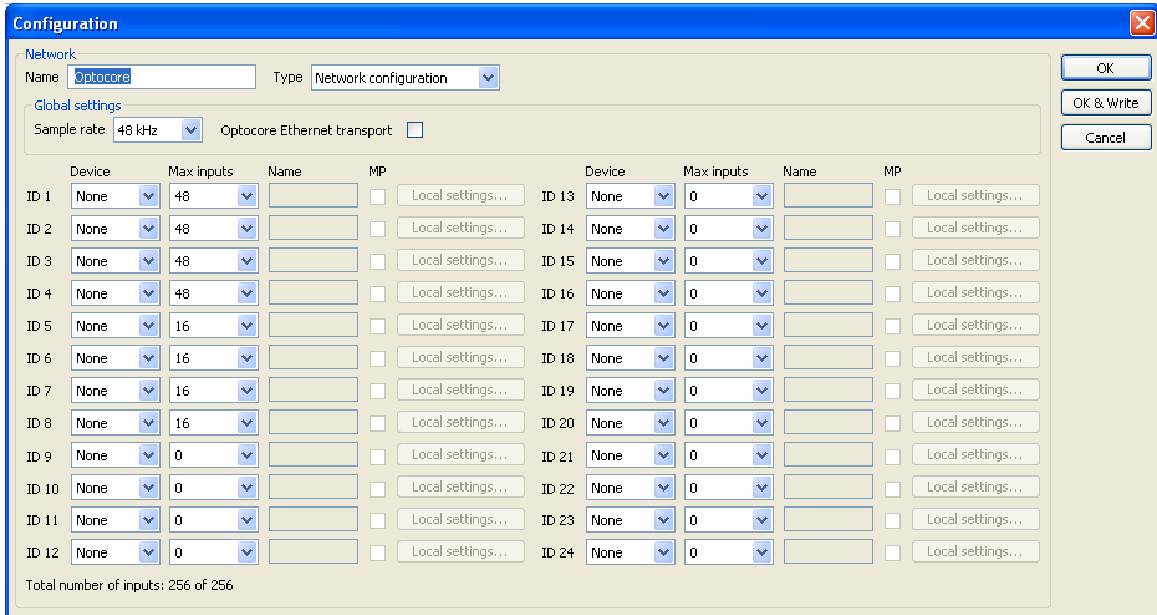 Configuration
Network
Name Optocore Type Network configuration
OK
Global settings
OK & Write
Sample rate 48 kHz Optocore Ethernet transport
Cancel
Device Max inputs Name MP Device Max inputs Name MP
ID 1 None 48 Local settings... ID 13 None 0 Local settings...
ID 2 None 48 Local settings... ID 14 None 0 Local settings...
ID 3 None 48 Local settings... ID 15 None 0 Local settings...
ID 4 None 48 Local settings... ID 16 None 0 Local settings...
ID 5 None 16 Local settings... ID 17 None 0 Local settings...
ID 6 None 16 Local settings... ID 18 None 0 Local settings...
ID 7 None 16 Local settings... ID 19 None 0 Local settings...
ID 8 None 16 Local settings... ID 20 None 0 Local settings...
ID 9 None 0 Local settings... ID 21 None 0 Local settings...
ID 10 None 0 Local settings... ID 22 None 0 Local settings...
ID 11 None 0 Local settings... ID 23 None 0 Local settings...
ID 12 None 0 Local settings... ID 24 None 0 Local settings...
Total number of inputs: 256 of 256